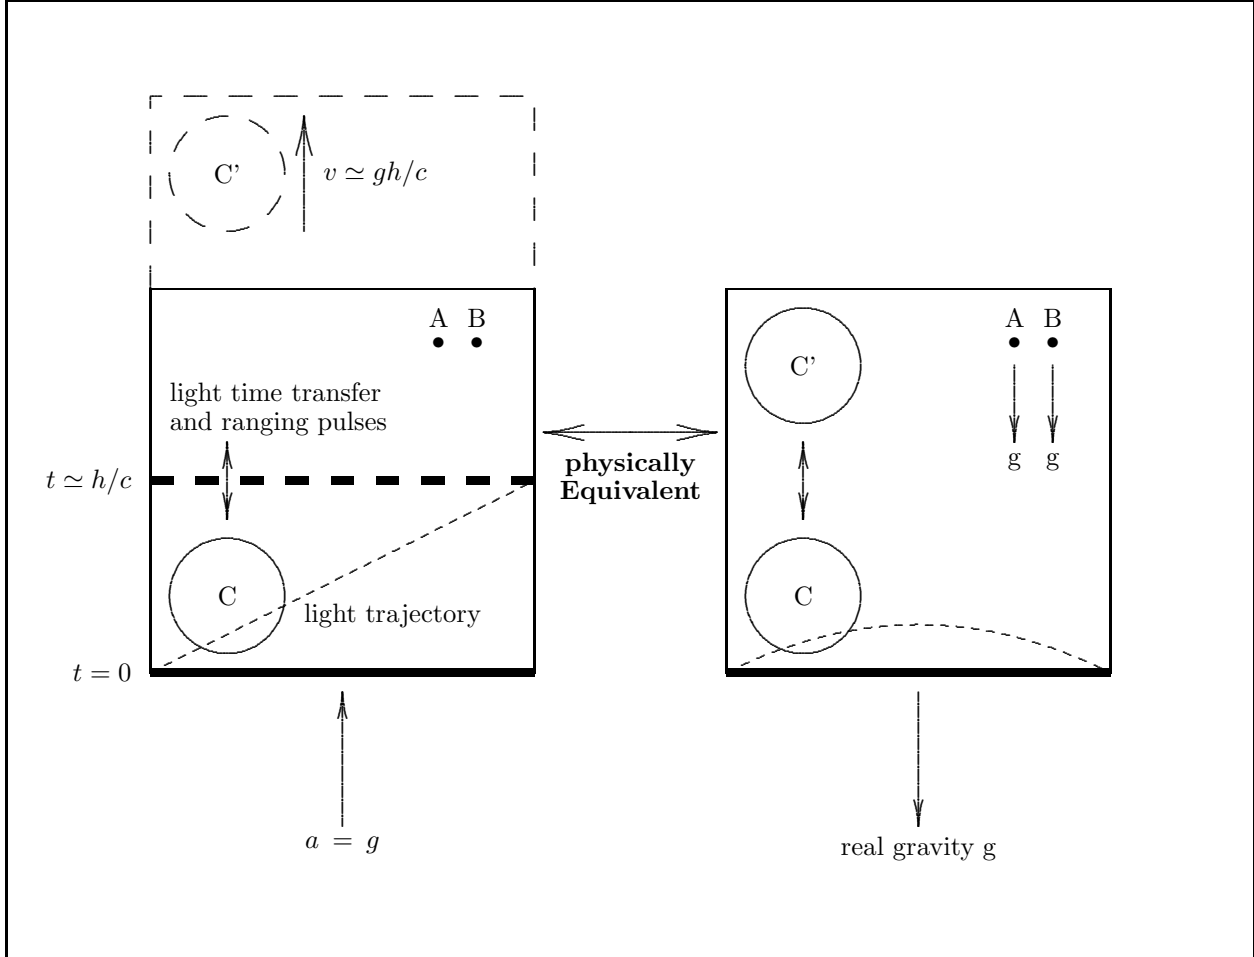 C'
v ≃ gh/c
A B
light time transfer
and ranging pulses
t ≃ h/c
C
light trajectory
t = 0
a = g
physically
Equivalent
C'
A B
g g
C
real gravity g